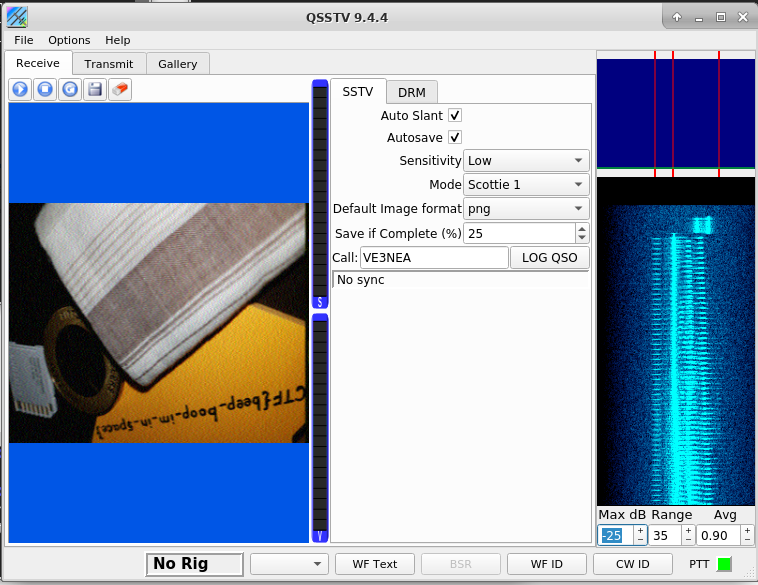 QSSTV 9.4.4
File Options Help
Receive Transmit Gallery
SSTV DRM
Auto Slant
Autosave
Sensitivity Low
Mode Scottie 1
Default Image format png
Save if Complete (%) 25
Call: VE3NEA LOG QSO
No sync
S
V
CTF{beep-boop-im-in-space}
Max dB Range Avg
-25 35 0.90
No Rig WF Text BSR WF ID CW ID PTT